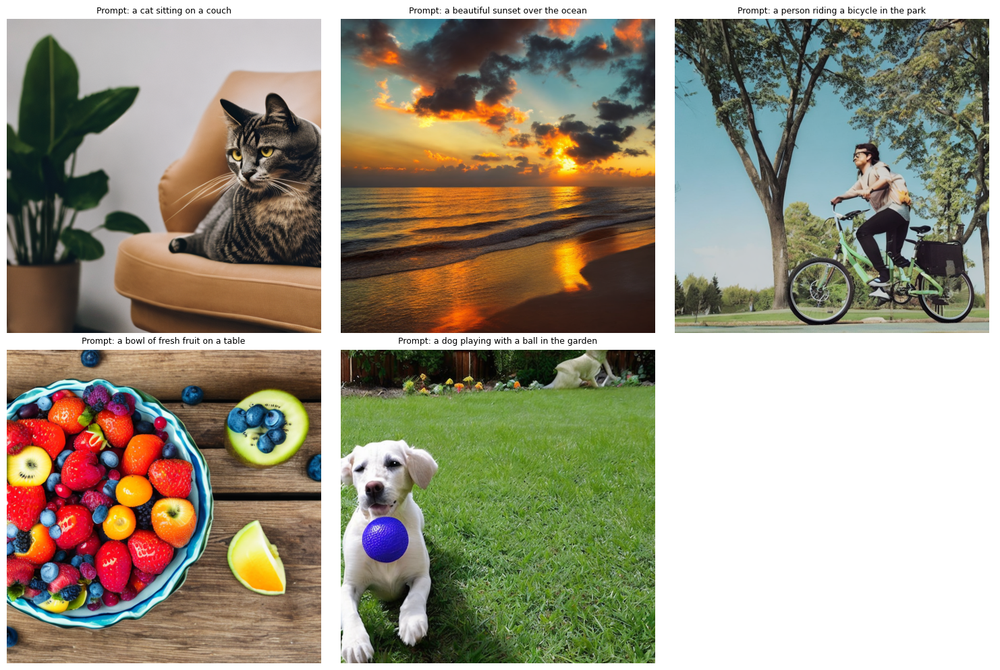 Prompt: a cat sitting on a couch
Prompt: a beautiful sunset over the ocean
Prompt: a person riding a bicycle in the park
Prompt: a bowl of fresh fruit on a table
Prompt: a dog playing with a ball in the garden